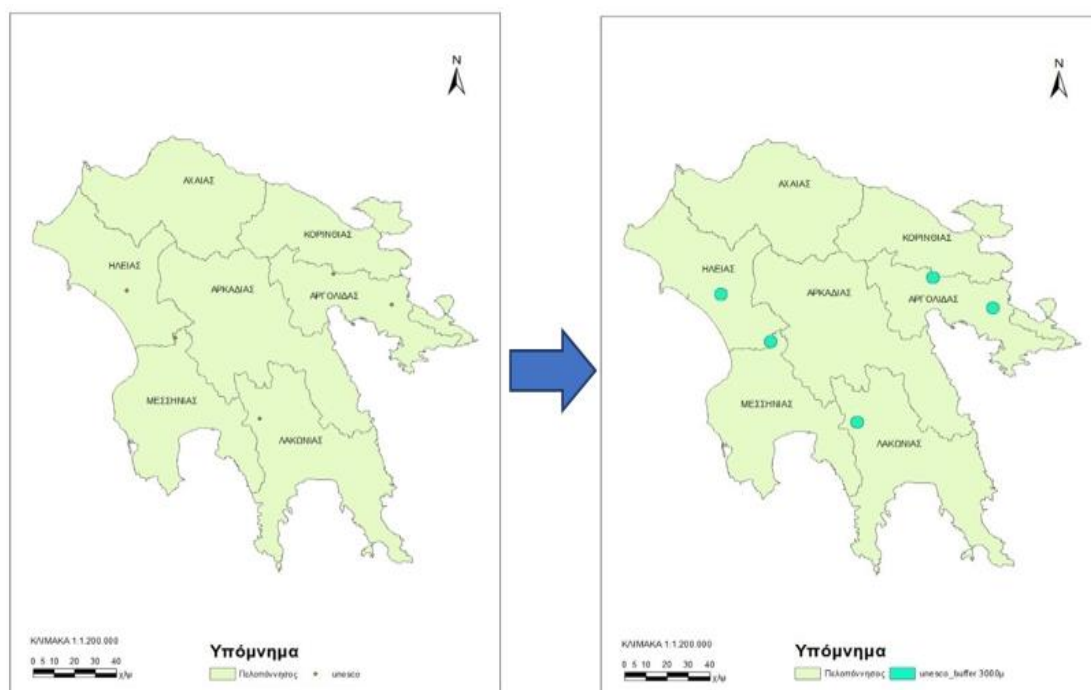 N
ΑΧΑΙΑΣ
ΚΟΡΙΝΘΙΑΣ
ΗΛΕΙΑΣ
ΑΡΚΑΔΙΑΣ
ΑΡΓΟΛΙΔΑΣ
ΜΕΣΣΗΝΙΑΣ
ΛΑΚΩΝΙΑΣ
ΚΛΙΜΑΚΑ 1:1.200.000
0 5 10 20 30 40
χ/μ
Υπόμνημα
Πελοπόννησος
unesco
N
ΑΧΑΙΑΣ
ΚΟΡΙΝΘΙΑΣ
ΗΛΕΙΑΣ
ΑΡΚΑΔΙΑΣ
ΑΡΓΟΛΙΔΑΣ
ΜΕΣΣΗΝΙΑΣ
ΛΑΚΩΝΙΑΣ
ΚΛΙΜΑΚΑ 1:1.200.000
0 5 10 20 30 40
χ/μ
Υπόμνημα
Πελοπόννησος
unesco_buffer 3000μ